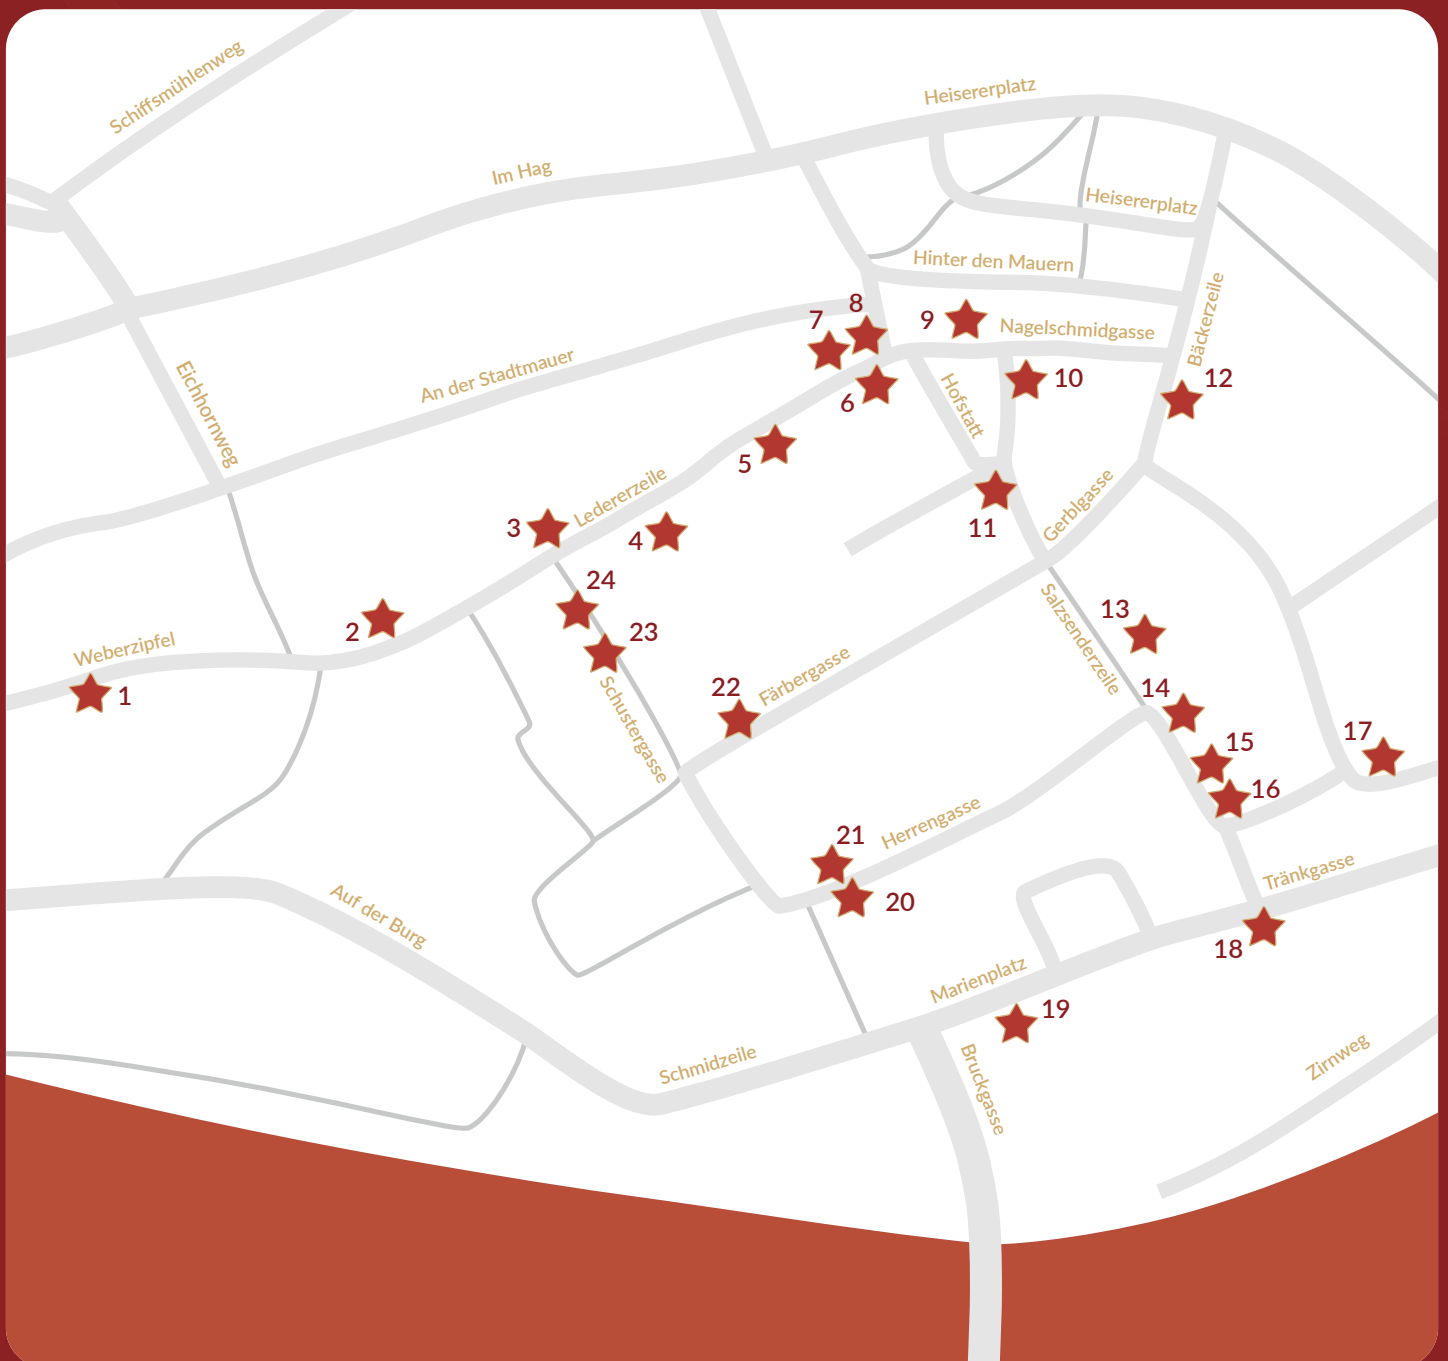 Schiffsmühlenweg
Heisererplatz
Im Hag
Heisererplatz
Hinter den Mauern
8
7
9
Nagelschmidgasse
Bäckerzeile
An der Stadtmauer
Eichhornweg
Hofstatt
10
12
6
5
Ledererzeile
3
4
11
Gerblgasse
24
Salzsenderzeile
13
2
23
Weberzipfel
1
Schustergasse
22
Färbergasse
14
15
17
16
21
Herrengasse
20
Tränkgasse
Auf der Burg
18
Marienplatz
19
Schmidzeile
Bruckgasse
Zirnweg